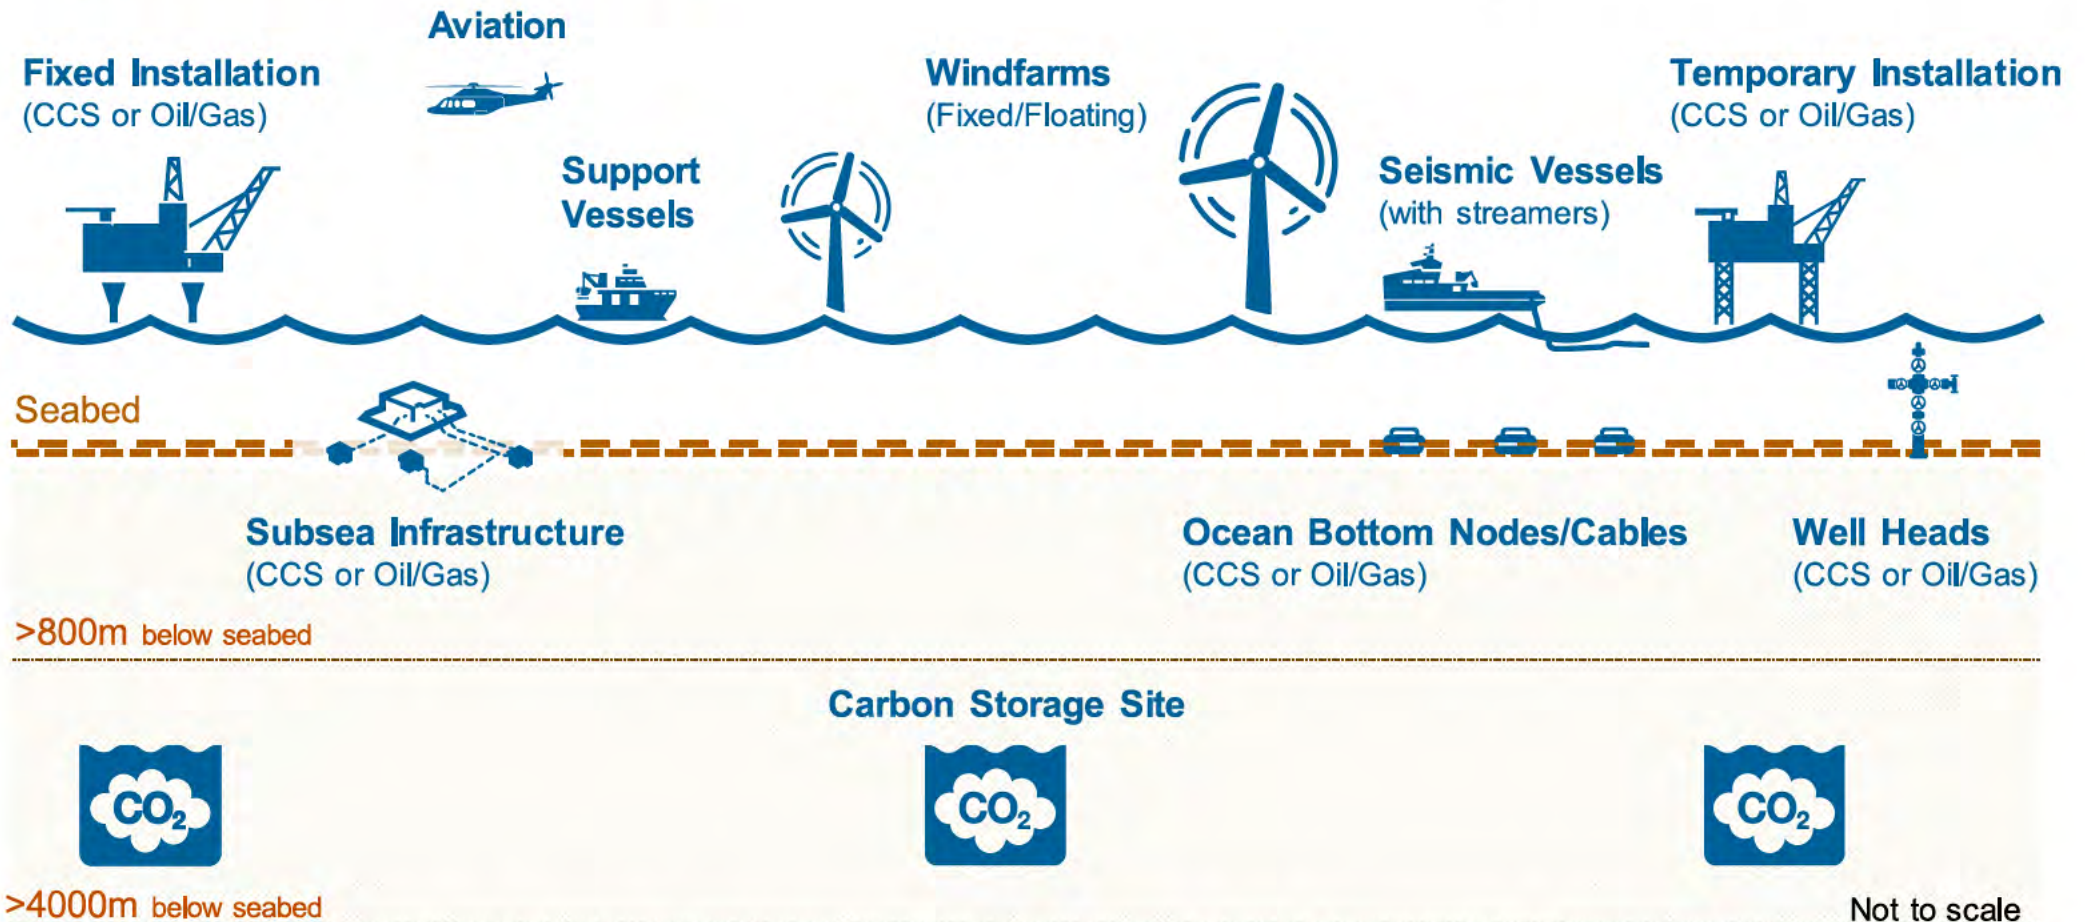 Aviation
Fixed Installation
(CCS or Oil/Gas)
Windfarms
(Fixed/Floating)
Temporary Installation
(CCS or Oil/Gas)
Support
Vessels
Seismic Vessels
(with streamers)
Seabed
Subsea Infrastructure
(CCS or Oil/Gas)
Ocean Bottom Nodes/Cables
(CCS or Oil/Gas)
Well Heads
(CCS or Oil/Gas)
>800m below seabed
Carbon Storage Site
CO₂
CO₂
CO₂
>4000m below seabed
Not to scale